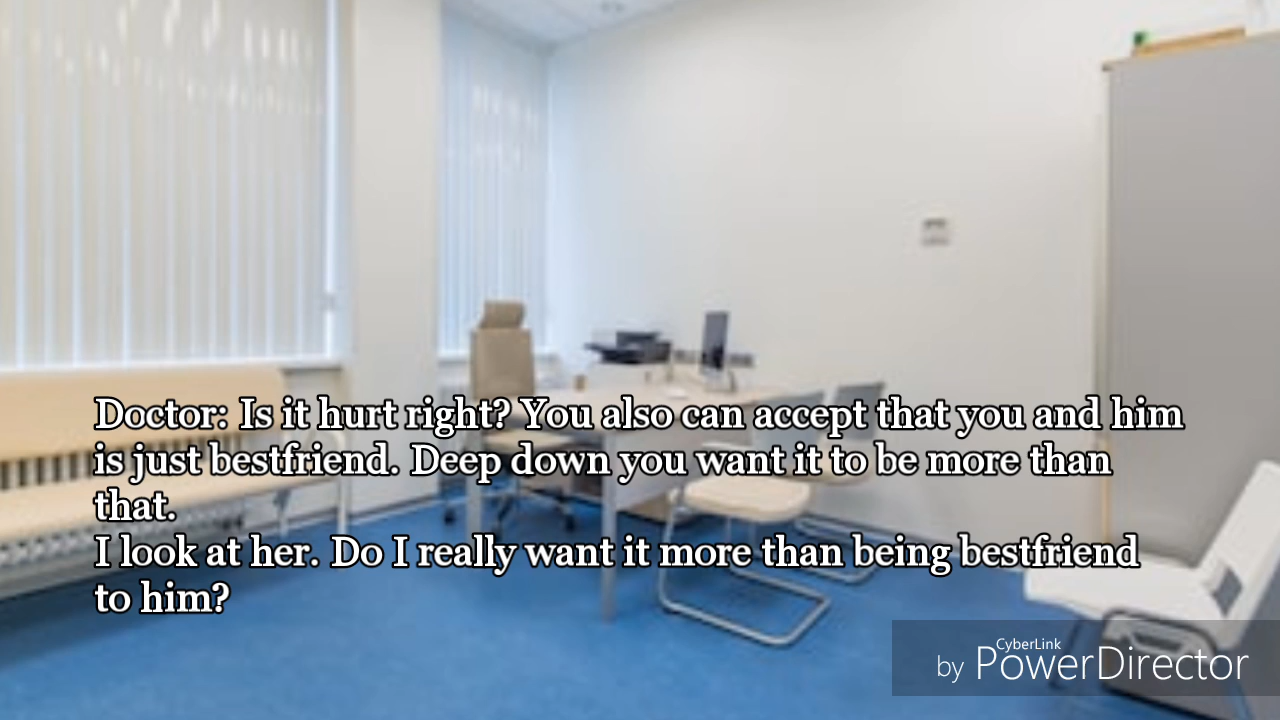 Doctor: Is it hurt right? You also can accept that you and him
is just bestfriend. Deep down you want it to be more than
that.
I look at her. Do I really want it more than being bestfriend
to him?
CyberLink
by PowerDirector